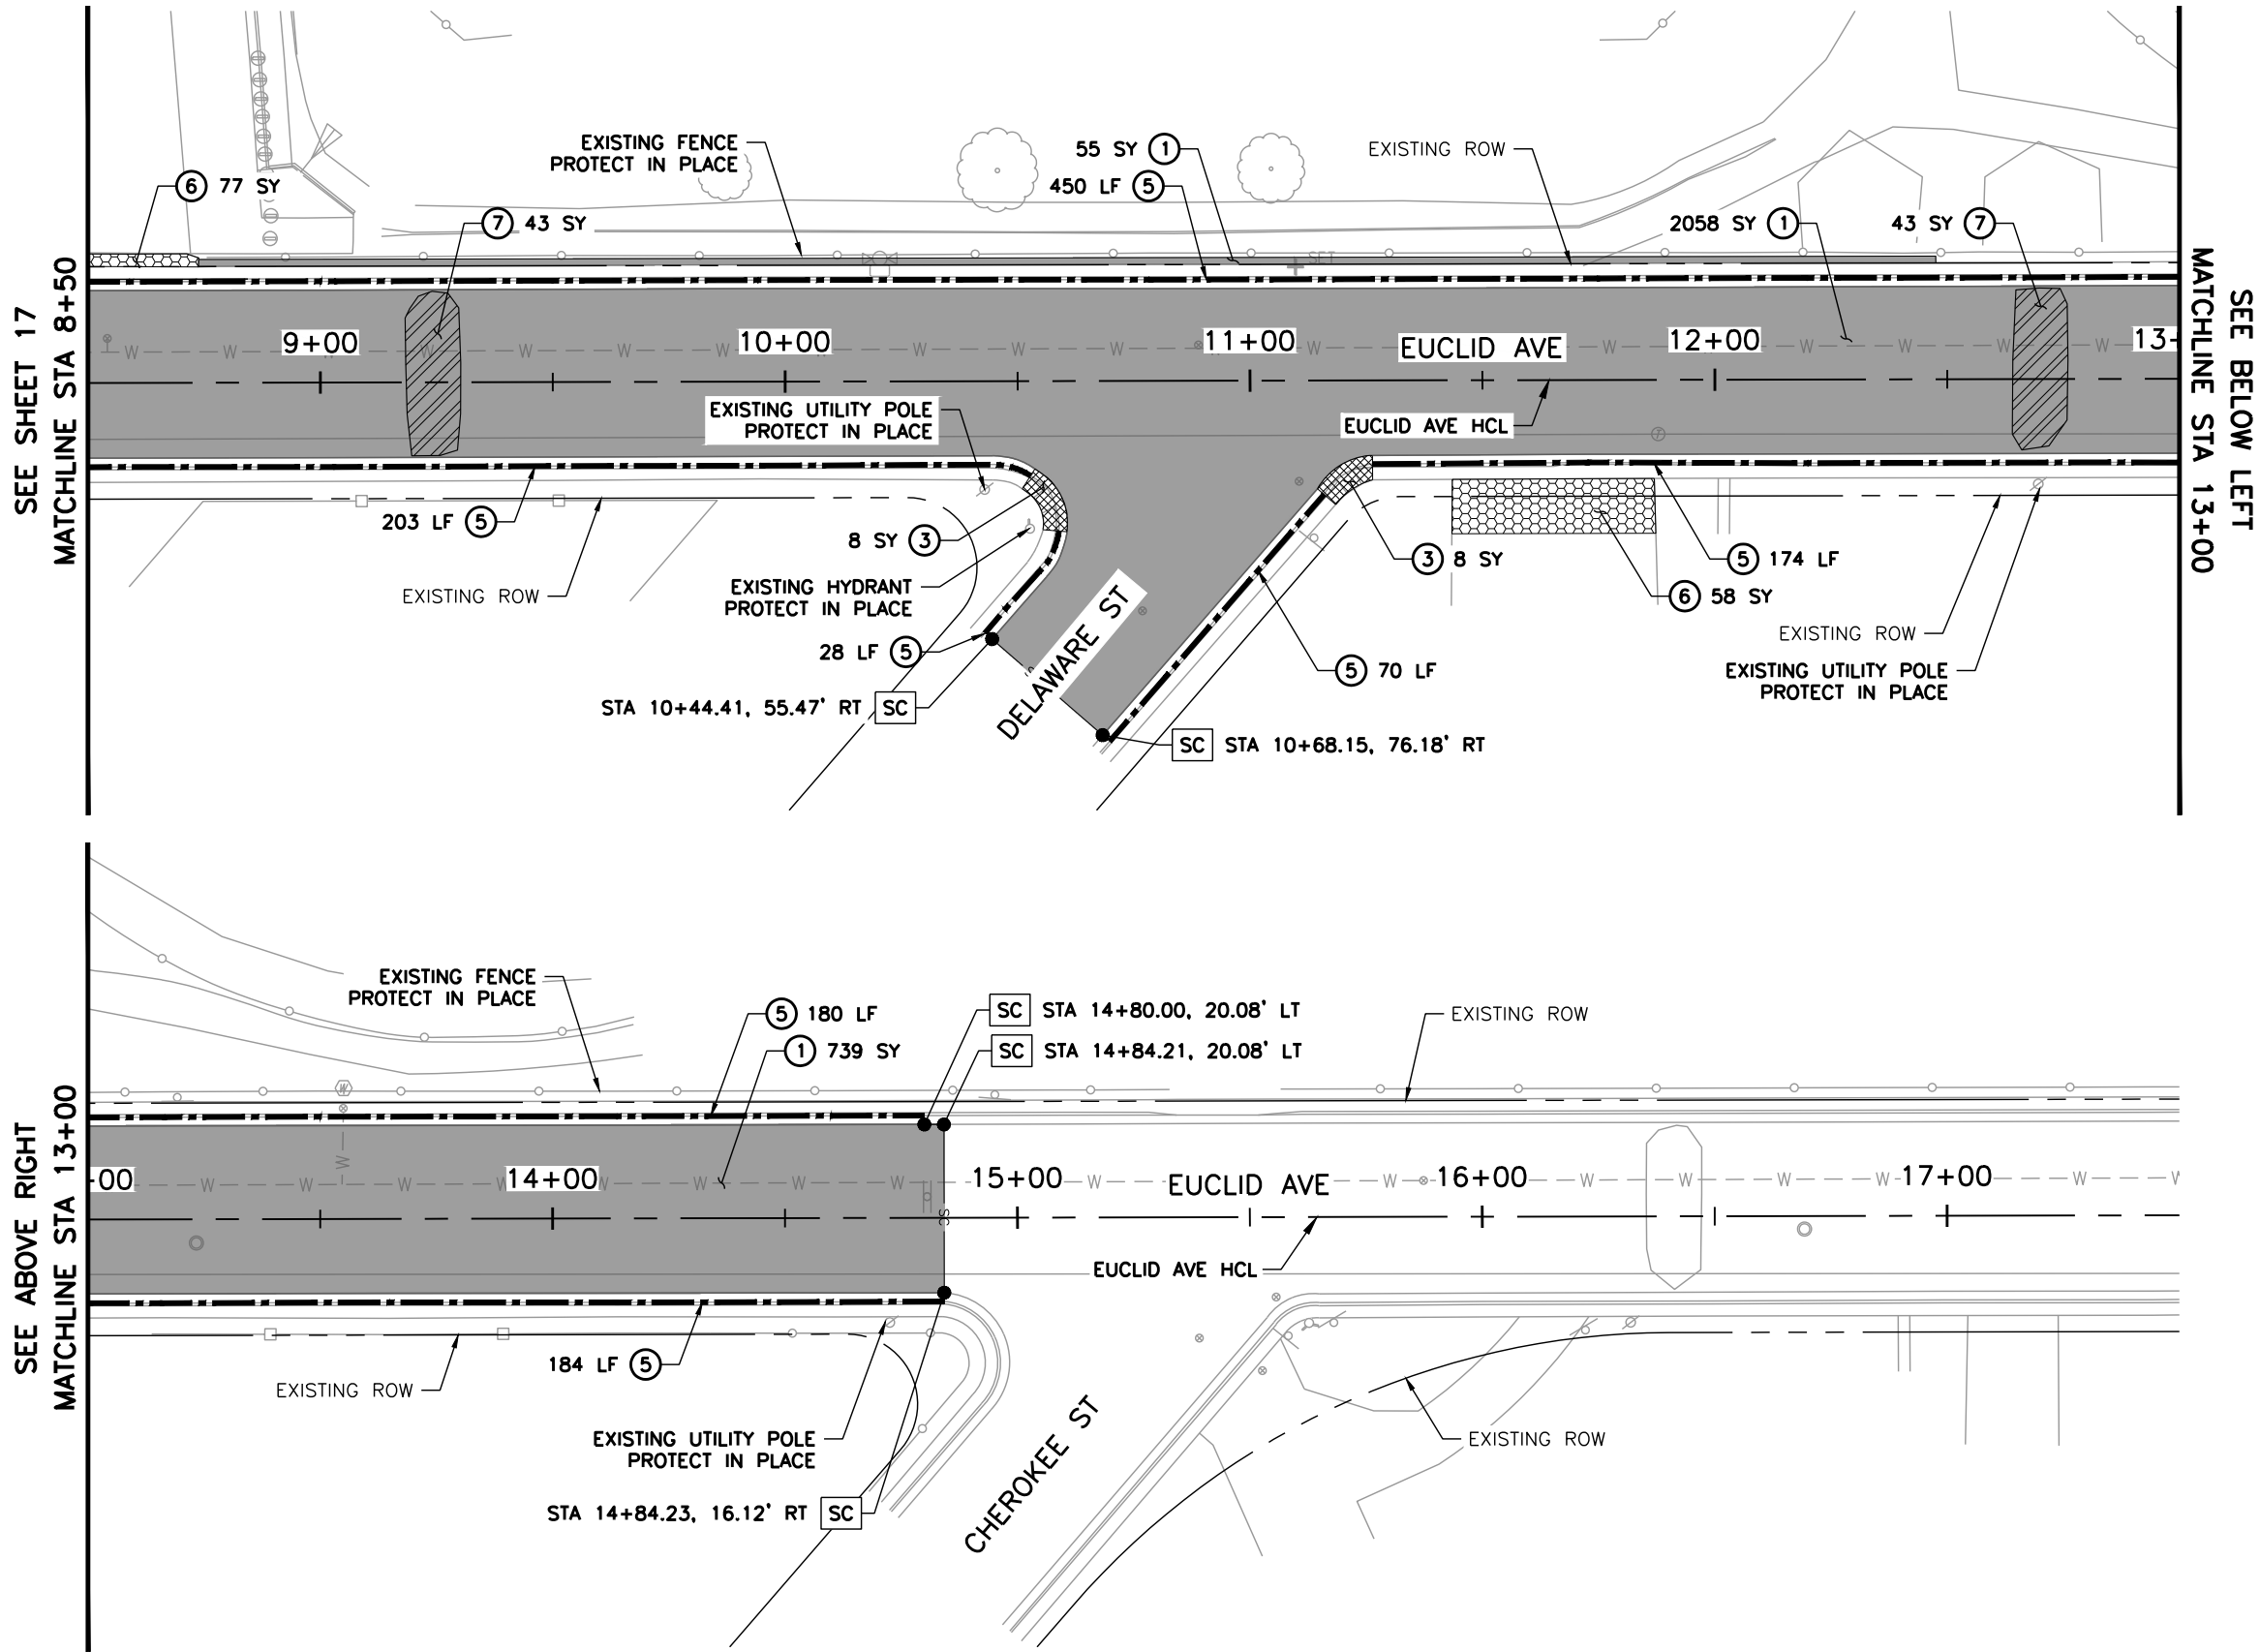 SEE SHEET 17
MATCHLINE STA 8+50
6 77 SY
EXISTING FENCE
PROTECT IN PLACE
7 43 SY
55 SY 1
450 LF 5
EXISTING ROW
2058 SY 1
43 SY 7
SET
SEE BELOW LEFT
MATCHLINE STA 13+00
9+00
10+00
11+00
EUCLID AVE
12+00
13+
W W W W W W W W W W W W W W W W W
EXISTING UTILITY POLE
PROTECT IN PLACE
EUCLID AVE HCL
203 LF 5
8 SY 3
EXISTING ROW
EXISTING HYDRANT
PROTECT IN PLACE
28 LF 5
STA 10+44.41, 55.47' RT SC
DELAWARE ST
3 8 SY
5 174 LF
6 58 SY
5 70 LF
EXISTING ROW
EXISTING UTILITY POLE
PROTECT IN PLACE
SC STA 10+68.15, 76.18' RT
SEE ABOVE RIGHT
MATCHLINE STA 13+00
EXISTING FENCE
PROTECT IN PLACE
5 180 LF
1 739 SY
SC STA 14+80.00, 20.08' LT
SC STA 14+84.21, 20.08' LT
EXISTING ROW
W
-00
14+00
15+00
EUCLID AVE
16+00
17+00
W W W W W W W W W W W W W W W W
SC
EUCLID AVE HCL
184 LF 5
EXISTING ROW
EXISTING UTILITY POLE
PROTECT IN PLACE
STA 14+84.23, 16.12' RT SC
CHEROKEE ST
EXISTING ROW